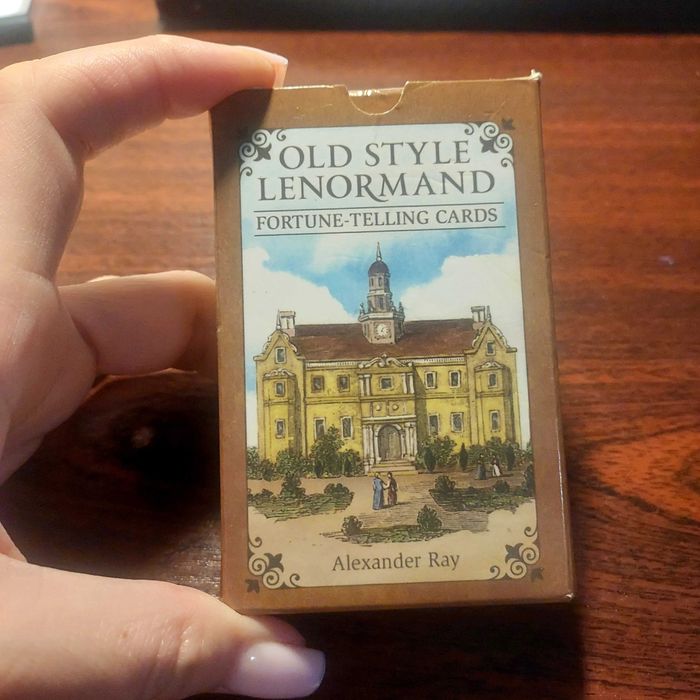 OLD STYLE
LENORMAND
FORTUNE-TELLING CARDS
Alexander Ray